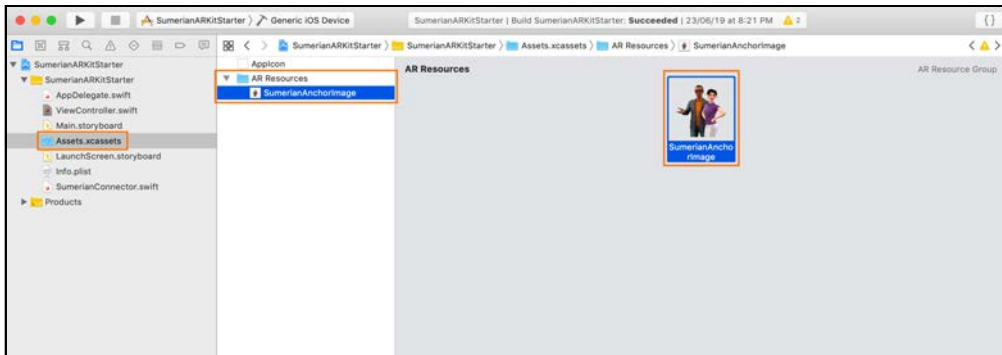 SumerianARKitStarter 〉 Generic iOS Device
SumerianARKitStarter | Build SumerianARKitStarter: Succeeded | 23/06/19 at 8:21 PM 2
{}
SumerianARKitStarter 〉 SumerianARKitStarter 〉 Assets.xcassets 〉 AR Resources 〉 SumerianAnchorImage
SumerianARKitStarter
SumerianARKitStarter
AppDelegate.swift
ViewController.swift
Main.storyboard
Assets.xcassets
LaunchScreen.storyboard
Info.plist
SumerianConnector.swift
Products
AppIcon
AR Resources
SumerianAnchorImage
AR Resources
AR Resource Group
SumerianAncho
rImage